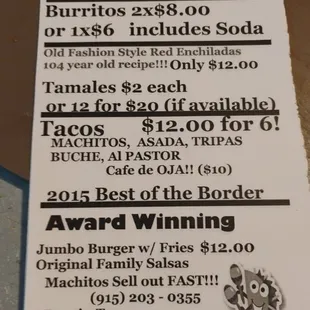 Burritos 2x$8.00
or 1x$6 includes Soda
Old Fashion Style Red Enchiladas
104 year old recipe!!! Only $12.00
Tamales $2 each
or 12 for $20 (if available)
Tacos $12.00 for 6!
MACHITOS, ASADA, TRIPAS
BUCHE, Al PASTOR
Cafe de OJA!! ($10)
2015 Best of the Border
Award Winning
Jumbo Burger w/ Fries $12.00
Original Family Salsas
Machitos Sell out FAST!!!
(915) 203 - 0355